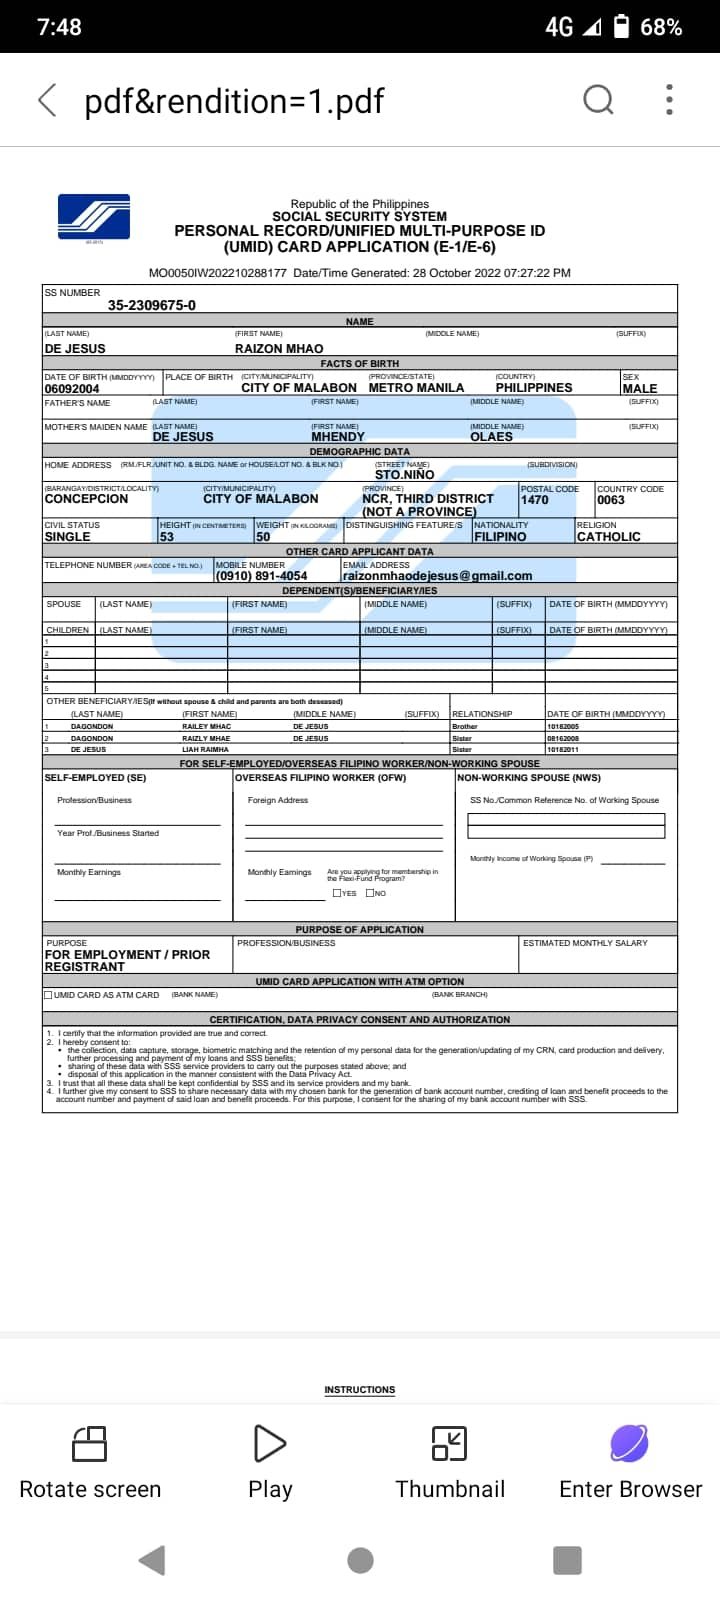 7:48
4G 68%
pdf&rendition=1.pdf
Republic of the Philippines
SOCIAL SECURITY SYSTEM
PERSONAL RECORD/UNIFIED MULTI-PURPOSE ID
(UMID) CARD APPLICATION (E-1/E-6)
MO0050IW202210288177 Date/Time Generated: 28 October 2022 07:27:22 PM
SS NUMBER
35-2309675-0
NAME
(LAST NAME) (FIRST NAME) (MIDDLE NAME) (SUFFIX)
DE JESUS RAIZON MHAO
FACTS OF BIRTH
DATE OF BIRTH (MMDDYYYY) PLACE OF BIRTH (CITY/MUNICIPALITY) (PROVINCE/STATE) (COUNTRY) SEX
06092004 CITY OF MALABON METRO MANILA PHILIPPINES MALE
FATHER'S NAME (LAST NAME) (FIRST NAME) (MIDDLE NAME) (SUFFIX)
MOTHER'S MAIDEN NAME (LAST NAME) (FIRST NAME) (MIDDLE NAME) (SUFFIX)
DE JESUS MHENDY OLAES
DEMOGRAPHIC DATA
HOME ADDRESS (RM./FLR./UNIT NO. & BLDG. NAME or HOUSE/LOT NO. & BLK NO.) (STREET NAME) (SUBDIVISION)
STO.NIÑO
(BARANGAY/DISTRICT/LOCALITY) (CITY/MUNICIPALITY) (PROVINCE) POSTAL CODE COUNTRY CODE
CONCEPCION CITY OF MALABON NCR, THIRD DISTRICT 1470 0063
(NOT A PROVINCE)
CIVIL STATUS HEIGHT (IN CENTIMETERS) WEIGHT (IN KILOGRAMS) DISTINGUISHING FEATURE/S NATIONALITY RELIGION
SINGLE 53 50 FILIPINO CATHOLIC
OTHER CARD APPLICANT DATA
TELEPHONE NUMBER (AREA CODE + TEL NO.) MOBILE NUMBER EMAIL ADDRESS
(0910) 891-4054 raizonmhaodejesus@gmail.com
DEPENDENT(S)/BENEFICIARY/IES
SPOUSE (LAST NAME) (FIRST NAME) (MIDDLE NAME) (SUFFIX) DATE OF BIRTH (MMDDYYYY)
CHILDREN (LAST NAME) (FIRST NAME) (MIDDLE NAME) (SUFFIX) DATE OF BIRTH (MMDDYYYY)
1
2
3
4
5
OTHER BENEFICIARY/IES(If without spouse & child and parents are both deseased)
(LAST NAME) (FIRST NAME) (MIDDLE NAME) (SUFFIX) RELATIONSHIP DATE OF BIRTH (MMDDYYYY)
1 DAGONDON RAILEY MHAC DE JESUS Brother 10182005
2 DAGONDON RAIZLY MHAE DE JESUS Sister 08162008
3 DE JESUS LIAH RAIMHA Sister 10182011
FOR SELF-EMPLOYED/OVERSEAS FILIPINO WORKER/NON-WORKING SPOUSE
SELF-EMPLOYED (SE) OVERSEAS FILIPINO WORKER (OFW) NON-WORKING SPOUSE (NWS)
Profession/Business Foreign Address SS No./Common Reference No. of Working Spouse
Year Prof./Business Started
Monthly Income of Working Spouse (P)
Monthly Earnings Monthly Earnings Are you applying for membership in
the Flexi-Fund Program?
YES NO
PURPOSE OF APPLICATION
PURPOSE PROFESSION/BUSINESS ESTIMATED MONTHLY SALARY
FOR EMPLOYMENT / PRIOR
REGISTRANT
UMID CARD APPLICATION WITH ATM OPTION
UMID CARD AS ATM CARD (BANK NAME) (BANK BRANCH)
CERTIFICATION, DATA PRIVACY CONSENT AND AUTHORIZATION
1. I certify that the information provided are true and correct.
2. I hereby consent to:
• the collection, data capture, storage, biometric matching and the retention of my personal data for the generation/updating of my CRN, card production and delivery,
further processing and payment of my loans and SSS benefits;
• sharing of these data with SSS service providers to carry out the purposes stated above; and
• disposal of this application in the manner consistent with the Data Privacy Act.
3. I trust that all these data shall be kept confidential by SSS and its service providers and my bank.
4. I further give my consent to SSS to share necessary data with my chosen bank for the generation of bank account number, crediting of loan and benefit proceeds to the
account number and payment of said loan and benefit proceeds. For this purpose, I consent for the sharing of my bank account number with SSS.
INSTRUCTIONS
Rotate screen Play Thumbnail Enter Browser